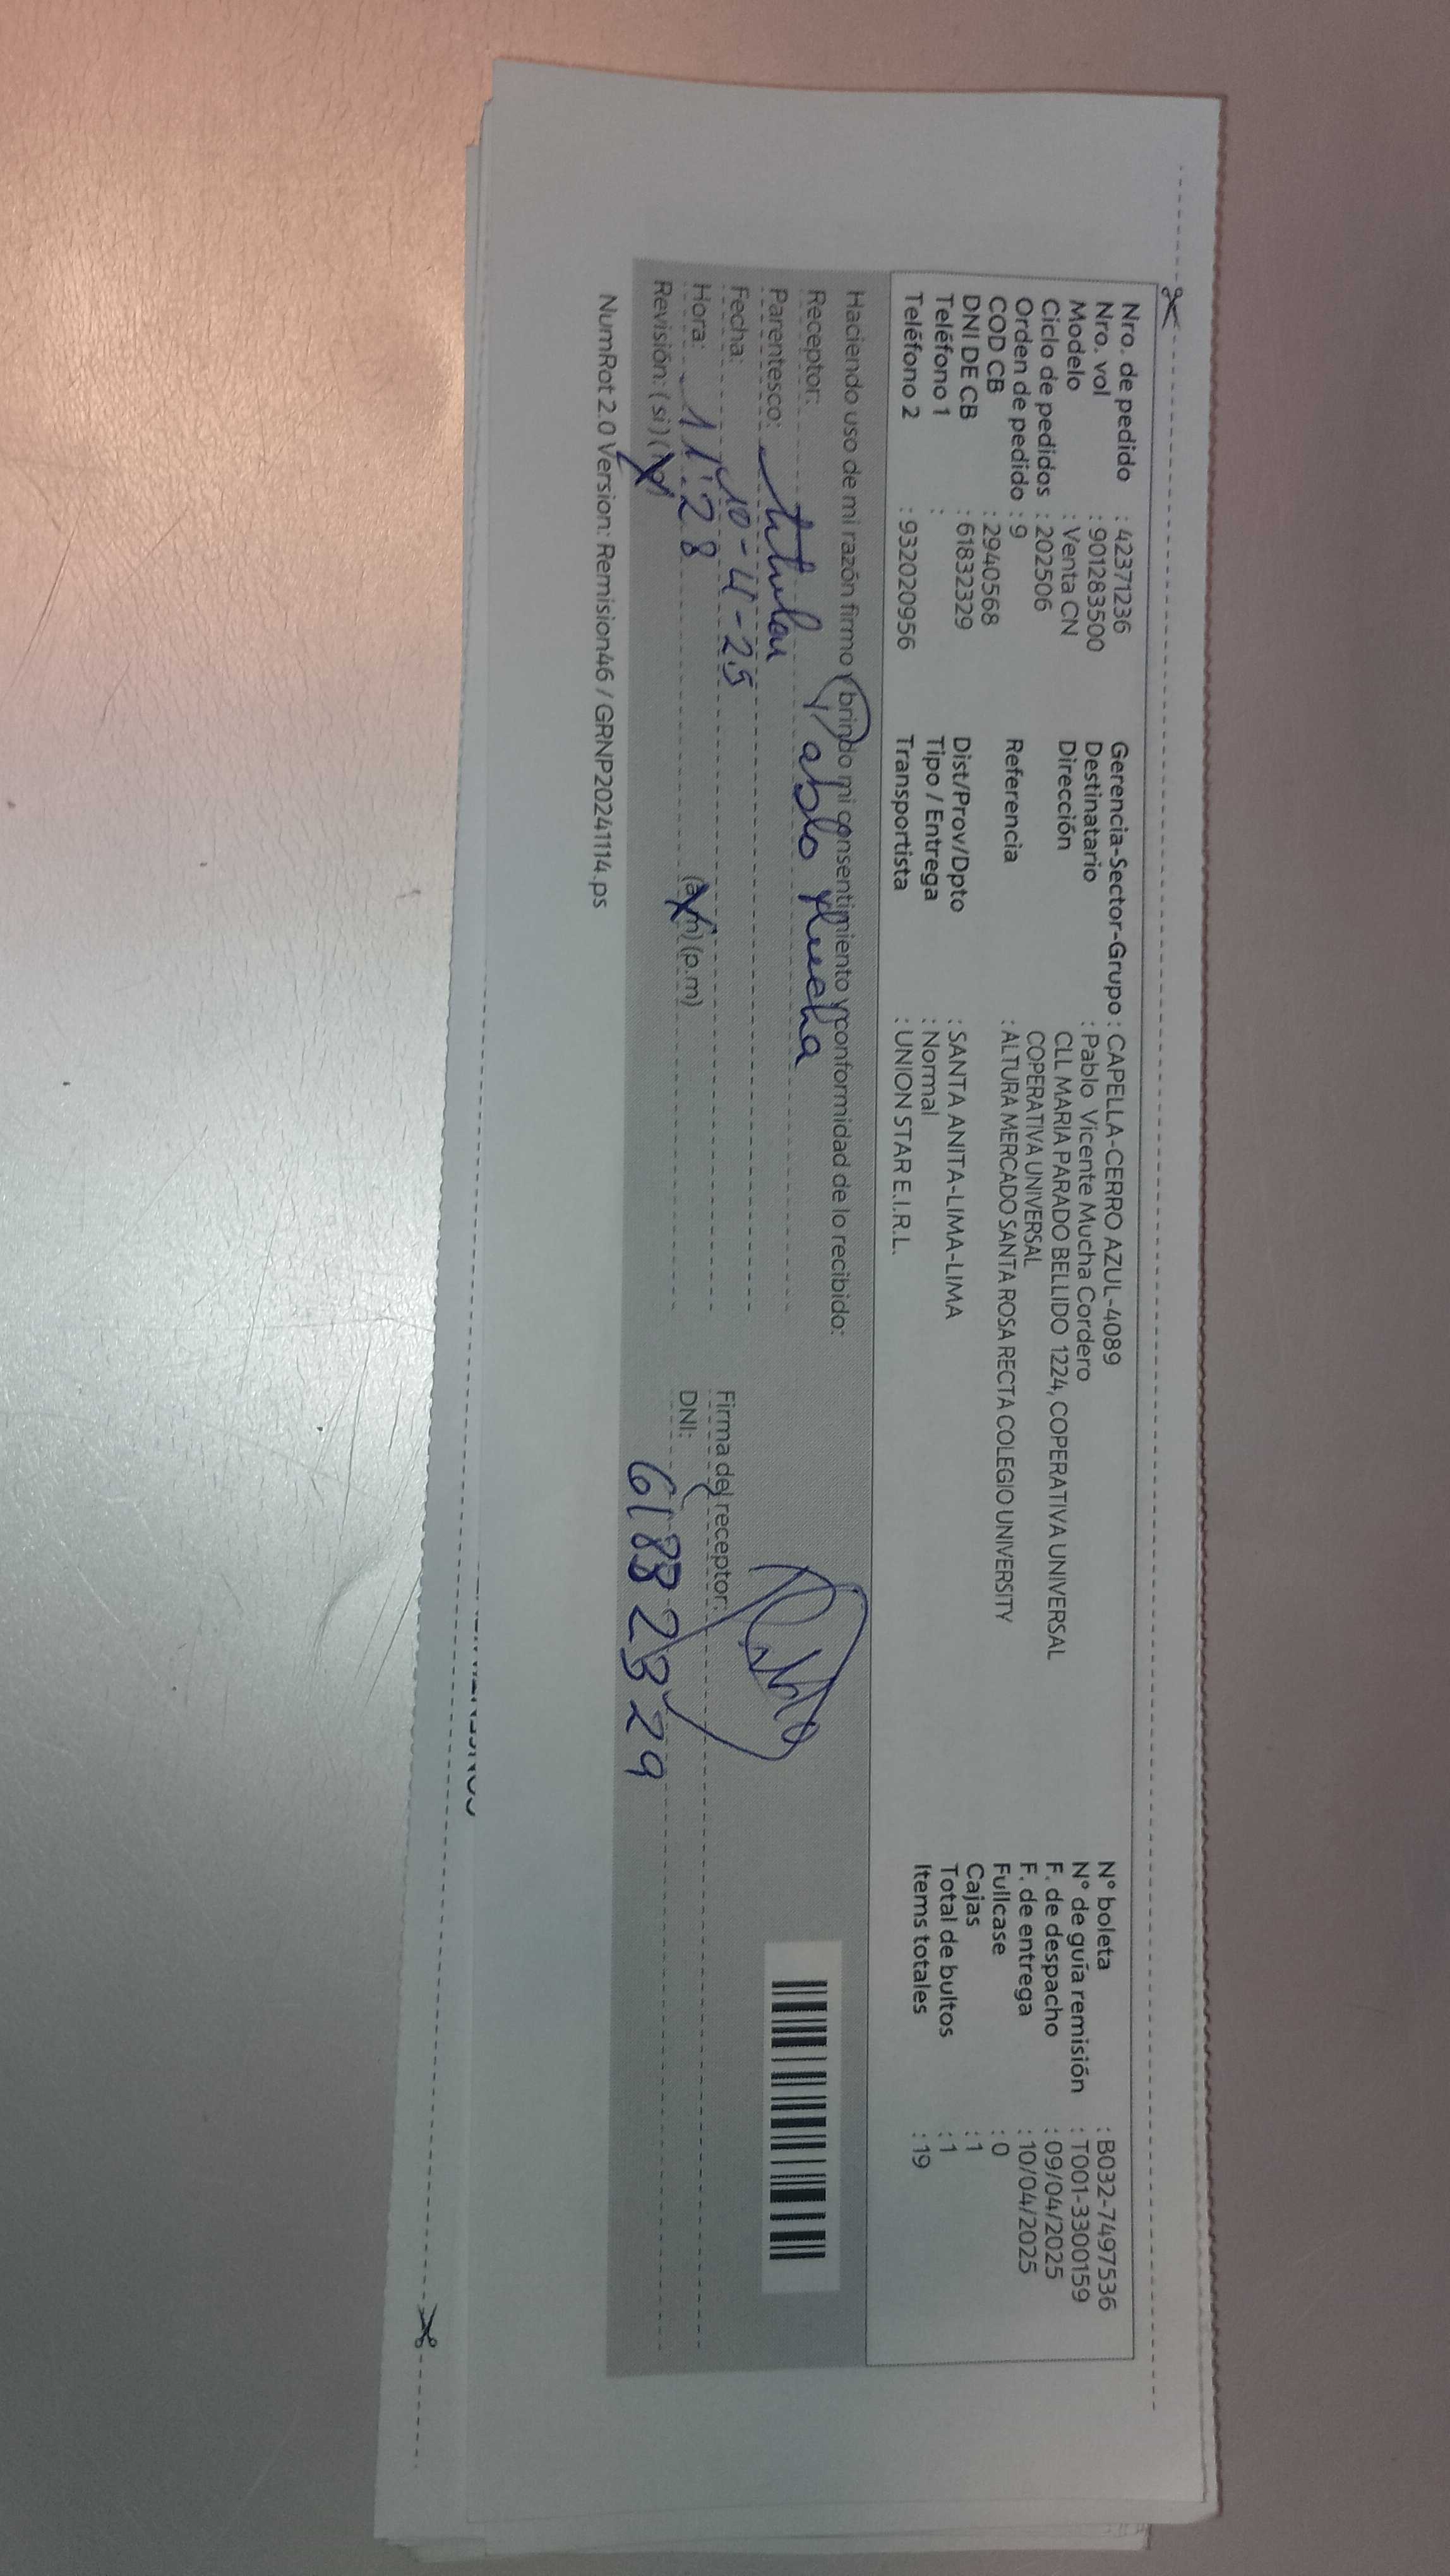 Nro. de pedido : 42371236
Nro. vol : 901283500
Modelo : Venta CN
Ciclo de pedidos : 202506
Orden de pedido : 9
COD CB : 2940568
DNI DE CB : 61832329
Teléfono 1 :
Teléfono 2 : 932020956
Gerencia-Sector-Grupo : CAPELLA-CERRO AZUL-4089
Destinatario : Pablo Vicente Mucha Cordero
Dirección CLL MARIA PARADO BELLIDO 1224, COPERATIVA UNIVERSAL
COPERATIVA UNIVERSAL
Referencia : ALTURA MERCADO SANTA ROSA RECTA COLEGIO UNIVERSITY
Dist/Prov/Dpto : SANTA ANITA-LIMA-LIMA
Tipo / Entrega : Normal
Transportista : UNION STAR E.I.R.L.
N° boleta : B032-7497536
N° de guía remisión : T001-3300159
F. de despacho : 09/04/2025
F. de entrega : 10/04/2025
Fullcase : 0
Cajas : 1
Total de bultos : 1
Items totales : 19
Haciendo uso de mi razón firmo y brindo mi consentimiento y conformidad de lo recibido:
Receptor: Pablo Mucha
Parentesco: titular
Fecha: 10-4-25
Hora: 11:28 (a.m) (p.m)
Revisión: (si) (no)
Firma del receptor: Pablo
DNI: 61832329
NumRot 2.0 Version: Remision46 / GRNP20241114.ps